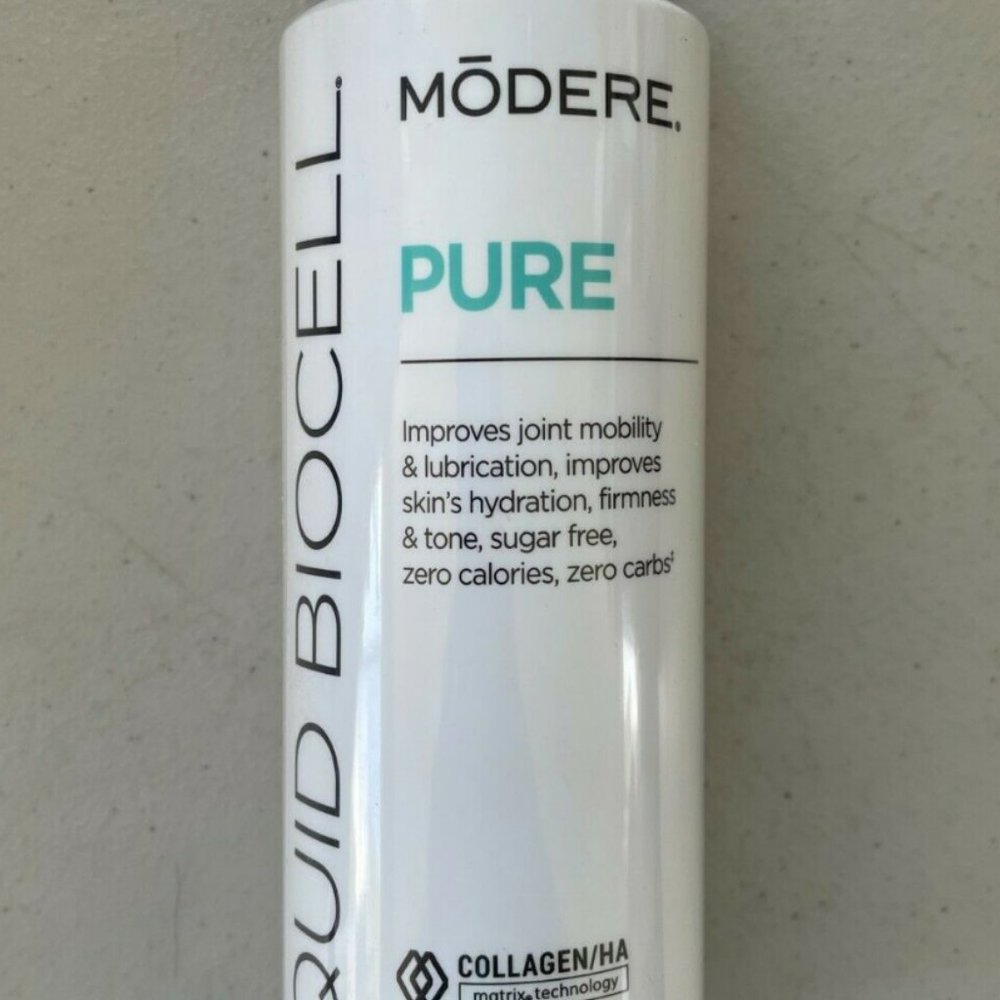 MŌDERE®
PURE
Improves joint mobility
& lubrication, improves
skin's hydration, firmness
& tone, sugar free,
zero calories, zero carbs‡
QUID BIOCELL®
COLLAGEN/HA
matrix® technology